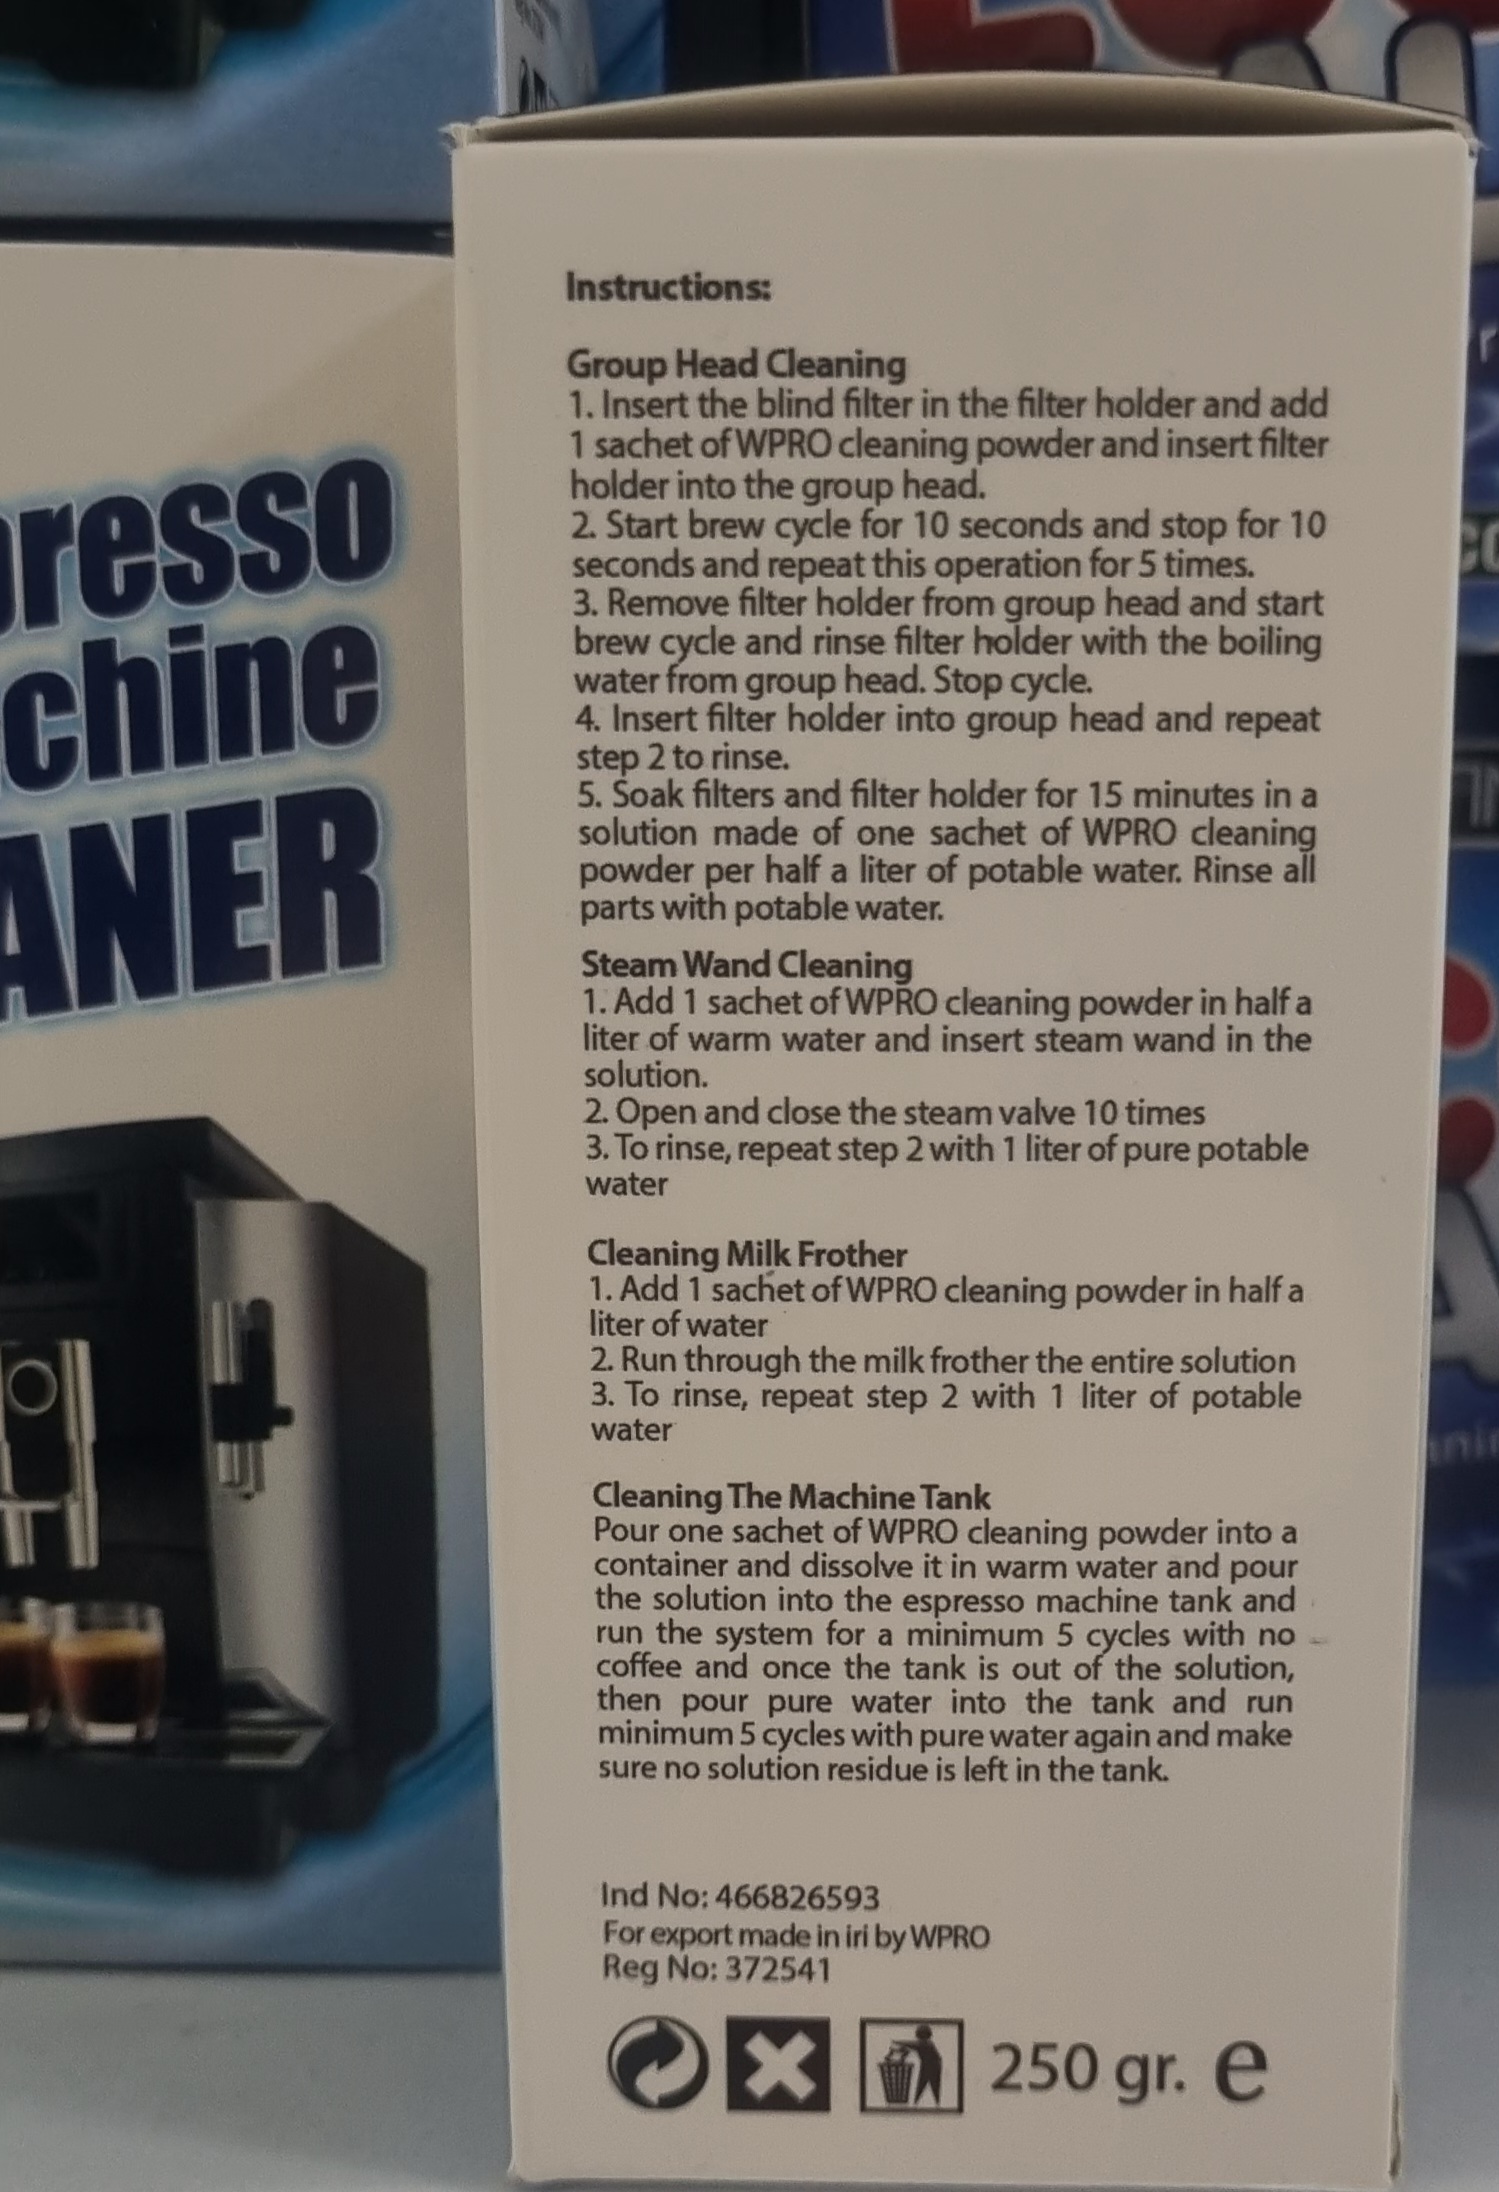 presso
chine
ANER
Instructions:
Group Head Cleaning
1. Insert the blind filter in the filter holder and add
1 sachet of WPRO cleaning powder and insert filter
holder into the group head.
2. Start brew cycle for 10 seconds and stop for 10
seconds and repeat this operation for 5 times.
3. Remove filter holder from group head and start
brew cycle and rinse filter holder with the boiling
water from group head. Stop cycle.
4. Insert filter holder into group head and repeat
step 2 to rinse.
5. Soak filters and filter holder for 15 minutes in a
solution made of one sachet of WPRO cleaning
powder per half a liter of potable water. Rinse all
parts with potable water.
Steam Wand Cleaning
1. Add 1 sachet of WPRO cleaning powder in half a
liter of warm water and insert steam wand in the
solution.
2. Open and close the steam valve 10 times
3. To rinse, repeat step 2 with 1 liter of pure potable
water
Cleaning Milk Frother
1. Add 1 sachet of WPRO cleaning powder in half a
liter of water
2. Run through the milk frother the entire solution
3. To rinse, repeat step 2 with 1 liter of potable
water
Cleaning The Machine Tank
Pour one sachet of WPRO cleaning powder into a
container and dissolve it in warm water and pour
the solution into the espresso machine tank and
run the system for a minimum 5 cycles with no
coffee and once the tank is out of the solution,
then pour pure water into the tank and run
minimum 5 cycles with pure water again and make
sure no solution residue is left in the tank.
Ind No: 466826593
For export made in iri by WPRO
Reg No: 372541
250 gr. e